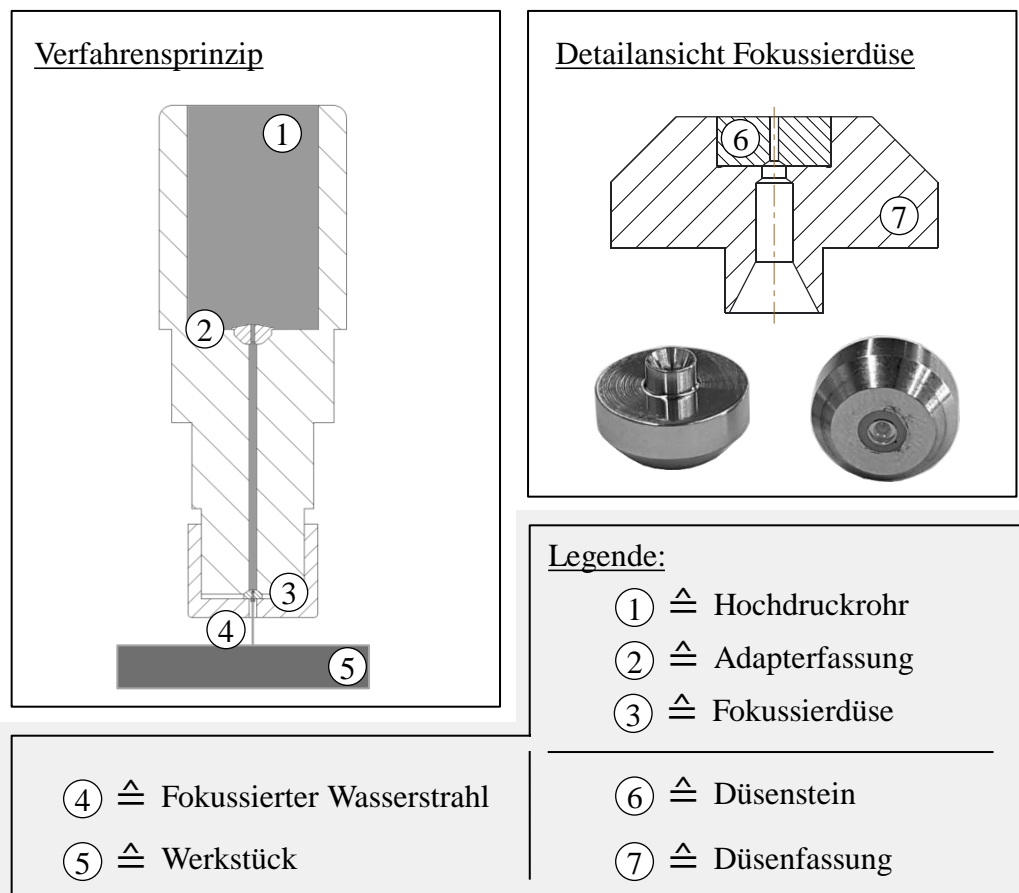 Verfahrensprinzip
1
2
3
4
5
Detailansicht Fokussierdüse
6
7
Legende:
1 ≙ Hochdruckrohr
2 ≙ Adapterfassung
3 ≙ Fokussierdüse
4 ≙ Fokussierter Wasserstrahl
5 ≙ Werkstück
6 ≙ Düsenstein
7 ≙ Düsenfassung